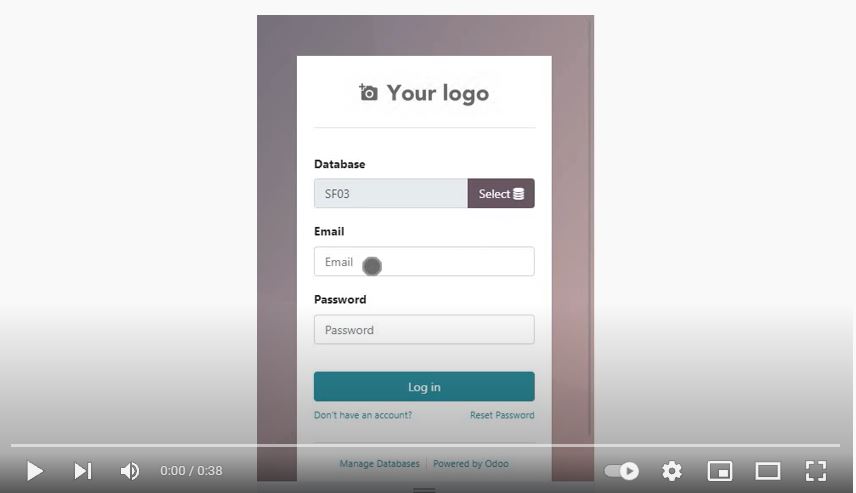 Your logo
Database
SF03 Select
Email
Email
Password
Password
Log in
Don't have an account? Reset Password
Manage Databases Powered by Odoo
0:00 / 0:38